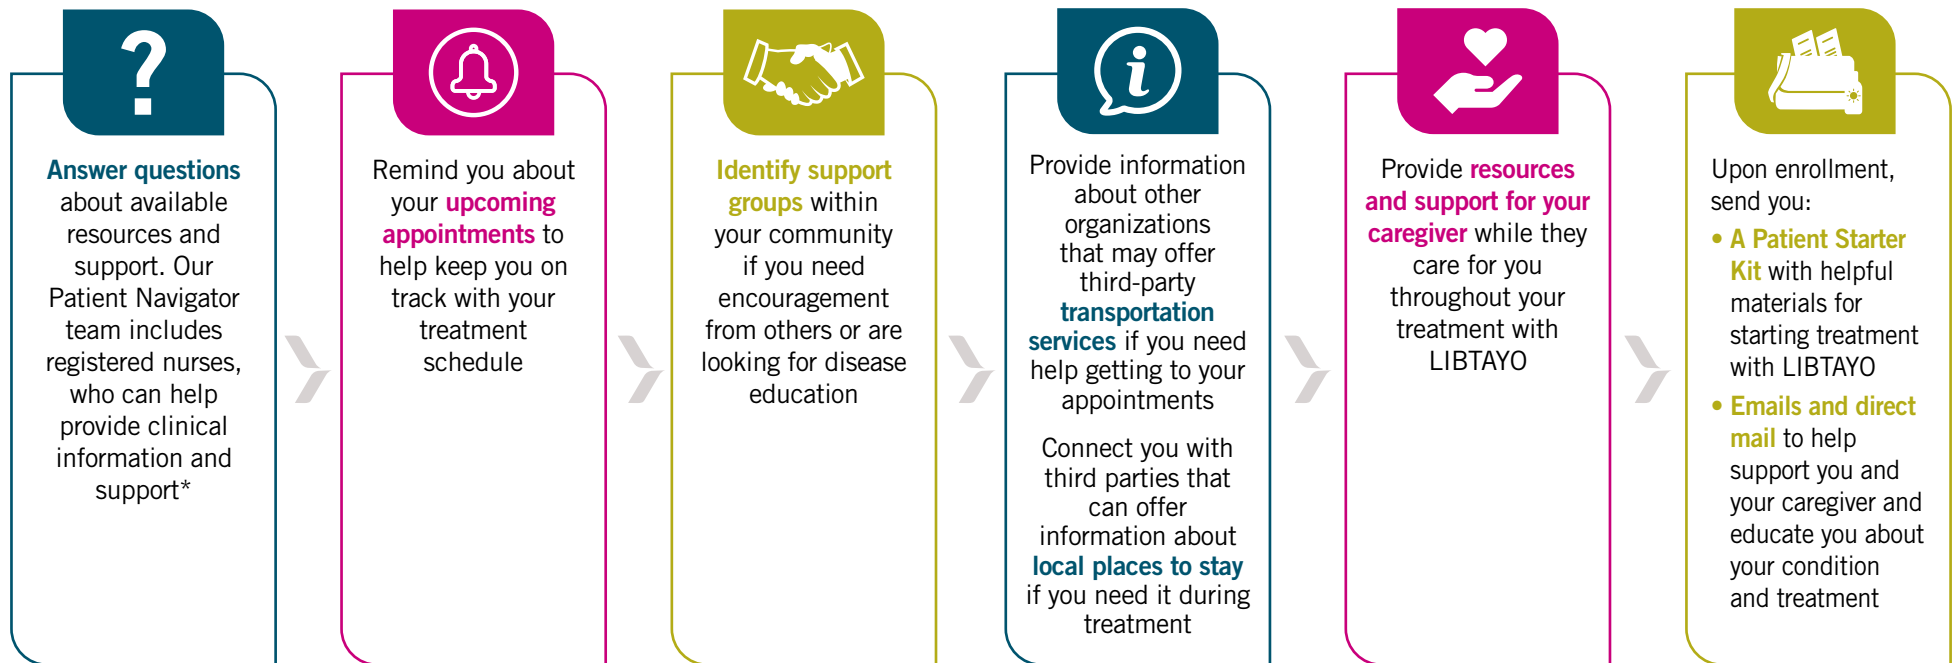 ?
Answer questions
about available
resources and
support. Our
Patient Navigator
team includes
registered nurses,
who can help
provide clinical
information and
support*
Remind you about
your upcoming
appointments to
help keep you on
track with your
treatment
schedule
Identify support
groups within
your community
if you need
encouragement
from others or are
looking for disease
education
i
Provide information
about other
organizations
that may offer
third-party
transportation
services if you need
help getting to your
appointments
Connect you with
third parties that
can offer
information about
local places to stay
if you need it during
treatment
Provide resources
and support for your
caregiver while they
care for you
throughout your
treatment with
LIBTAYO
Upon enrollment,
send you:
• A Patient Starter
Kit with helpful
materials for
starting treatment
with LIBTAYO
• Emails and direct
mail to help
support you and
your caregiver and
educate you about
your condition
and treatment